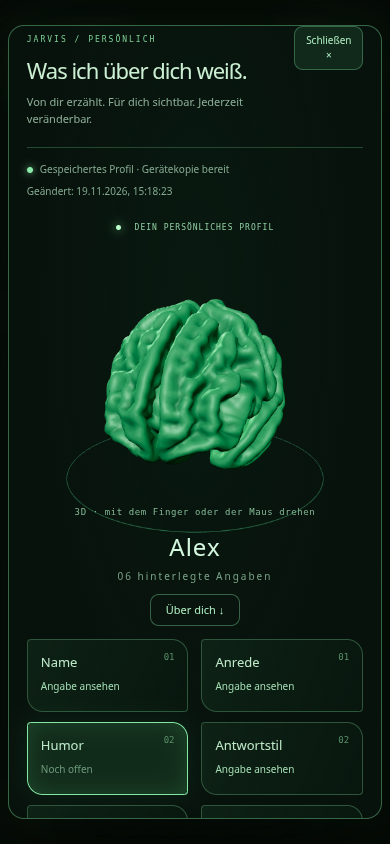 JARVIS / PERSÖNLICH
Schließen
×
Was ich über dich weiß.
Von dir erzählt. Für dich sichtbar. Jederzeit
veränderbar.
Gespeichertes Profil · Gerätekopie bereit
Geändert: 19.11.2026, 15:18:23
DEIN PERSÖNLICHES PROFIL
3D · mit dem Finger oder der Maus drehen
Alex
06 hinterlegte Angaben
Über dich ↓
Name 01
Angabe ansehen
Anrede 01
Angabe ansehen
Humor 02
Noch offen
Antwortstil 02
Angabe ansehen